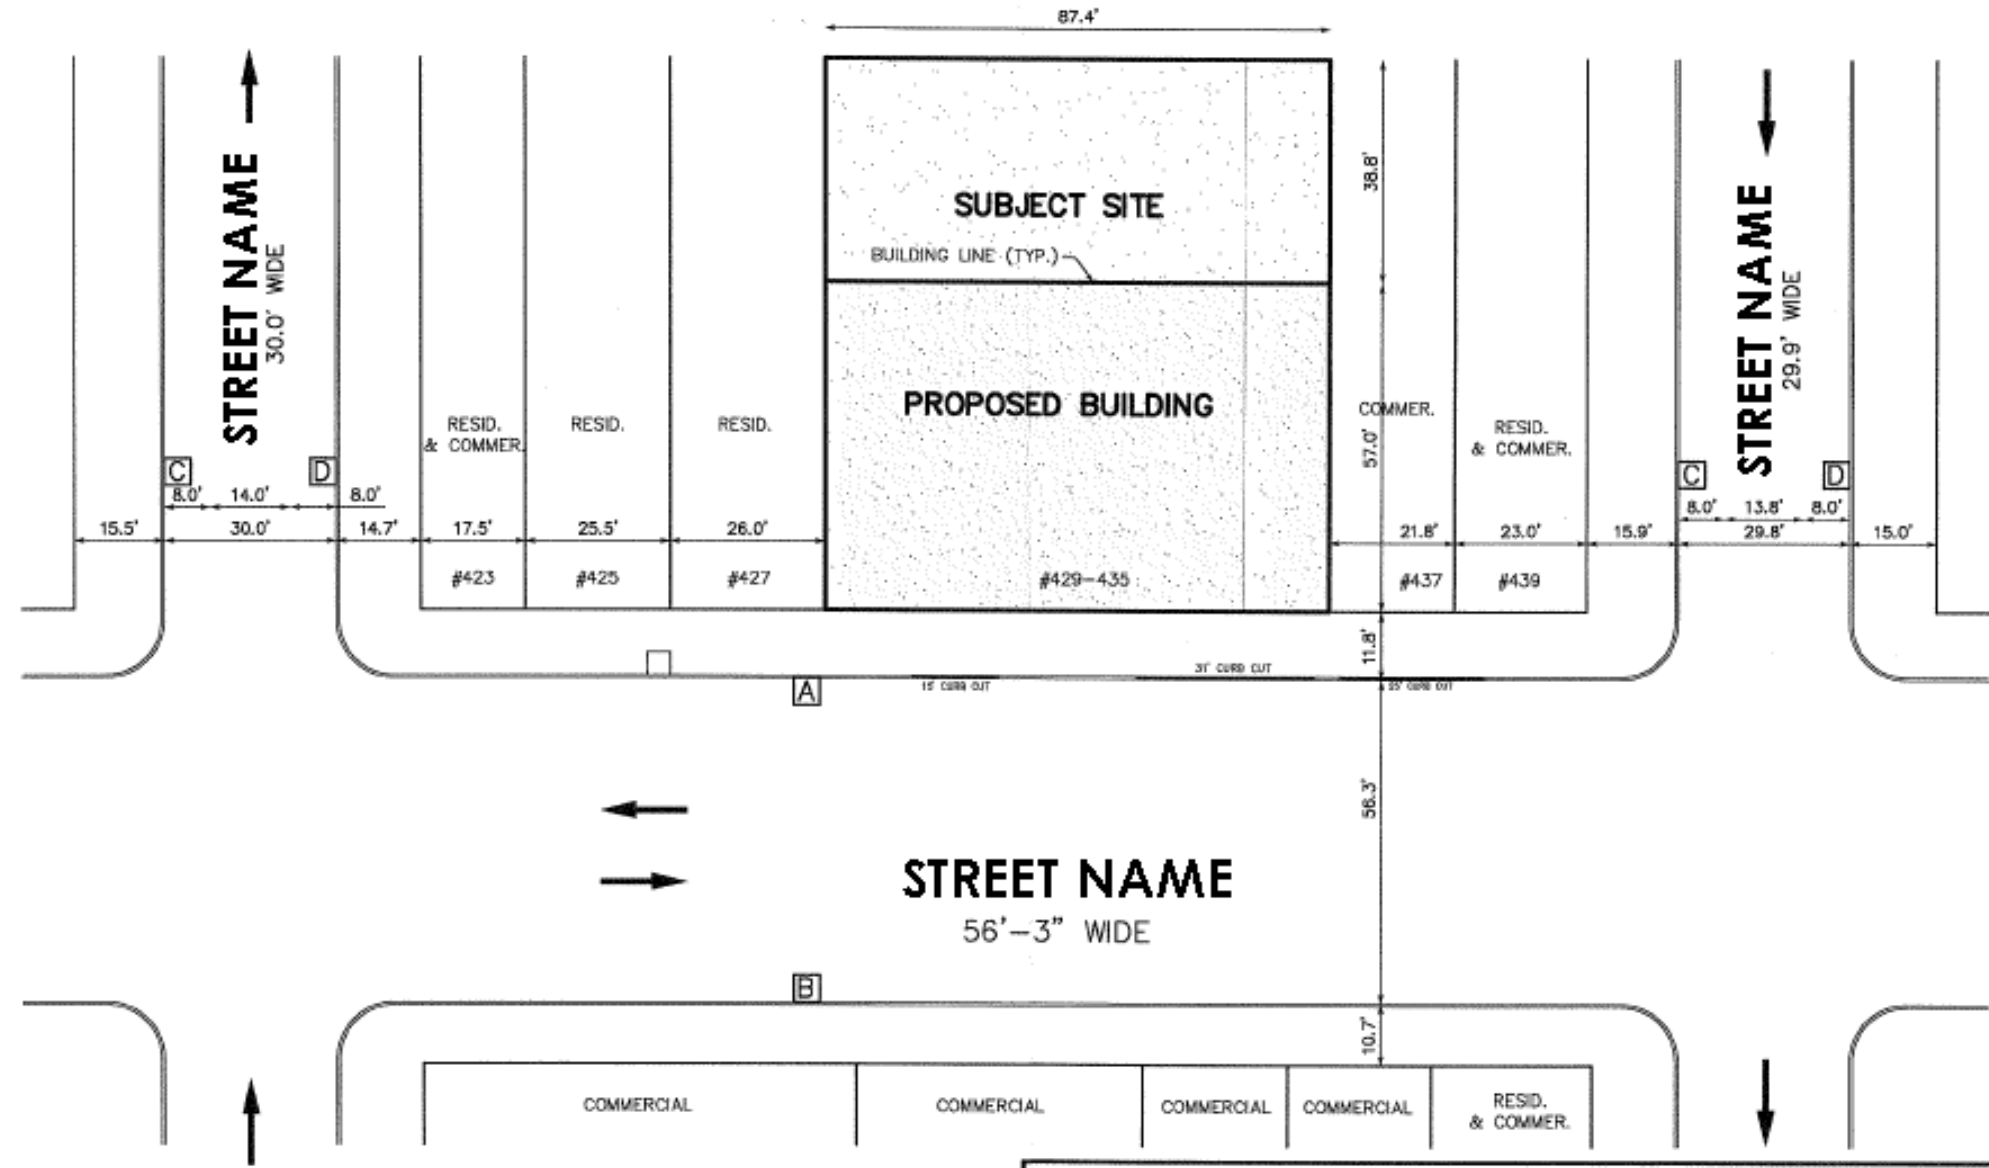 87.4'
38.8'
SUBJECT SITE
BUILDING LINE (TYP.)
STREET NAME
30.0' WIDE
STREET NAME
29.9' WIDE
PROPOSED BUILDING
57.0'
RESID.
& COMMER.
RESID.
RESID.
COMMER.
RESID.
& COMMER.
C
D
C
D
8.0'
14.0'
8.0'
8.0'
13.8'
8.0'
15.5'
30.0'
14.7'
17.5'
25.5'
26.0'
21.8'
23.0'
15.9'
29.8'
15.0'
#423
#425
#427
#429-435
#437
#439
11.8'
31' CURB CUT
A
15' CURB CUT
25' CURB CUT
56.3'
STREET NAME
56'-3" WIDE
B
10.7'
COMMERCIAL
COMMERCIAL
COMMERCIAL
COMMERCIAL
RESID.
& COMMER.